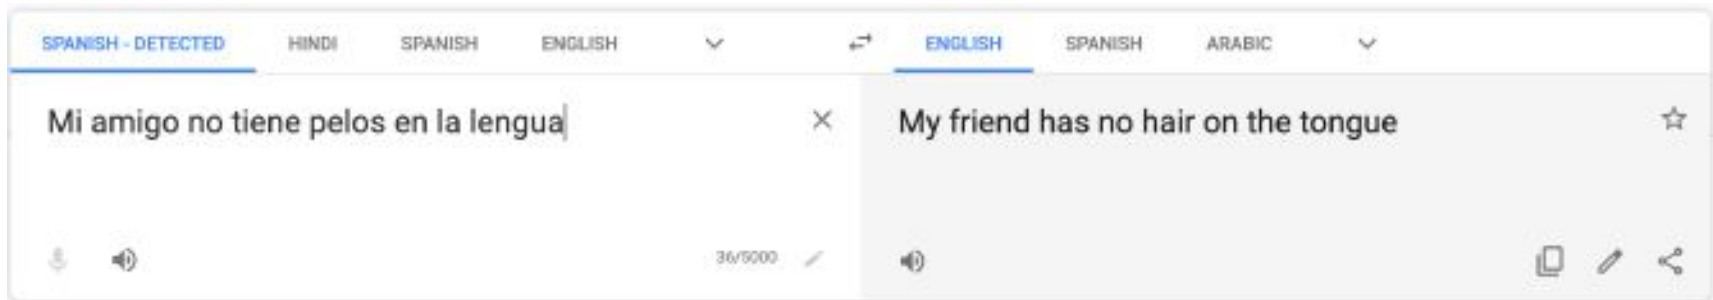 SPANISH - DETECTED HINDI SPANISH ENGLISH ENGLISH SPANISH ARABIC
Mi amigo no tiene pelos en la lengua
My friend has no hair on the tongue
36/5000